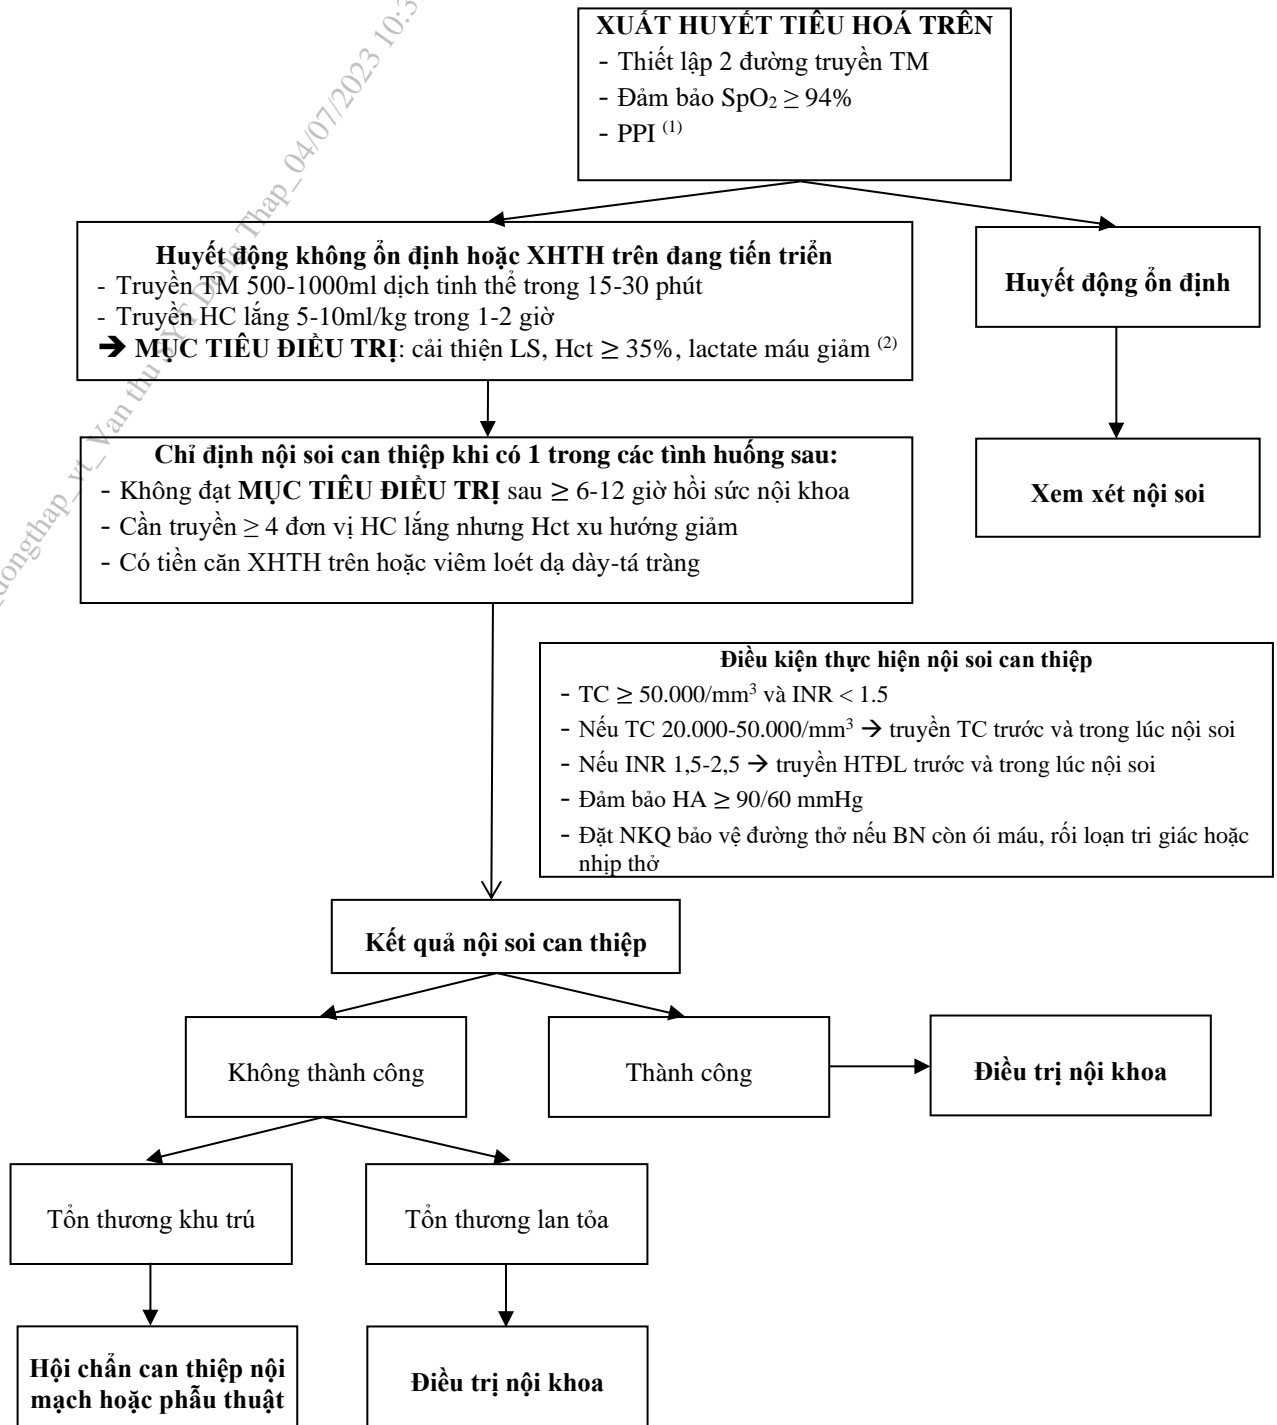 XUẤT HUYẾT TIÊU HOÁ TRÊN
- Thiết lập 2 đường truyền TM
- Đảm bảo SpO₂ ≥ 94%
- PPI ⁽¹⁾
Huyết động không ổn định hoặc XHTH trên đang tiến triển
- Truyền TM 500-1000ml dịch tinh thể trong 15-30 phút
- Truyền HC lắng 5-10ml/kg trong 1-2 giờ
➔ MỤC TIÊU ĐIỀU TRỊ: cải thiện LS, Hct ≥ 35%, lactate máu giảm ⁽²⁾
Huyết động ổn định
Chỉ định nội soi can thiệp khi có 1 trong các tình huống sau:
- Không đạt MỤC TIÊU ĐIỀU TRỊ sau ≥ 6-12 giờ hồi sức nội khoa
- Cần truyền ≥ 4 đơn vị HC lắng nhưng Hct xu hướng giảm
- Có tiền căn XHTH trên hoặc viêm loét dạ dày-tá tràng
Xem xét nội soi
Điều kiện thực hiện nội soi can thiệp
- TC ≥ 50.000/mm³ và INR < 1.5
- Nếu TC 20.000-50.000/mm³ → truyền TC trước và trong lúc nội soi
- Nếu INR 1,5-2,5 → truyền HTĐL trước và trong lúc nội soi
- Đảm bảo HA ≥ 90/60 mmHg
- Đặt NKQ bảo vệ đường thở nếu BN còn ói máu, rối loạn tri giác hoặc
nhịp thở
Kết quả nội soi can thiệp
Không thành công
Thành công
Điều trị nội khoa
Tổn thương khu trú
Tổn thương lan tỏa
Hội chẩn can thiệp nội
mạch hoặc phẫu thuật
Điều trị nội khoa
dongthap_vt_Van thu SYT Dong Thap_04/07/2023 10:3